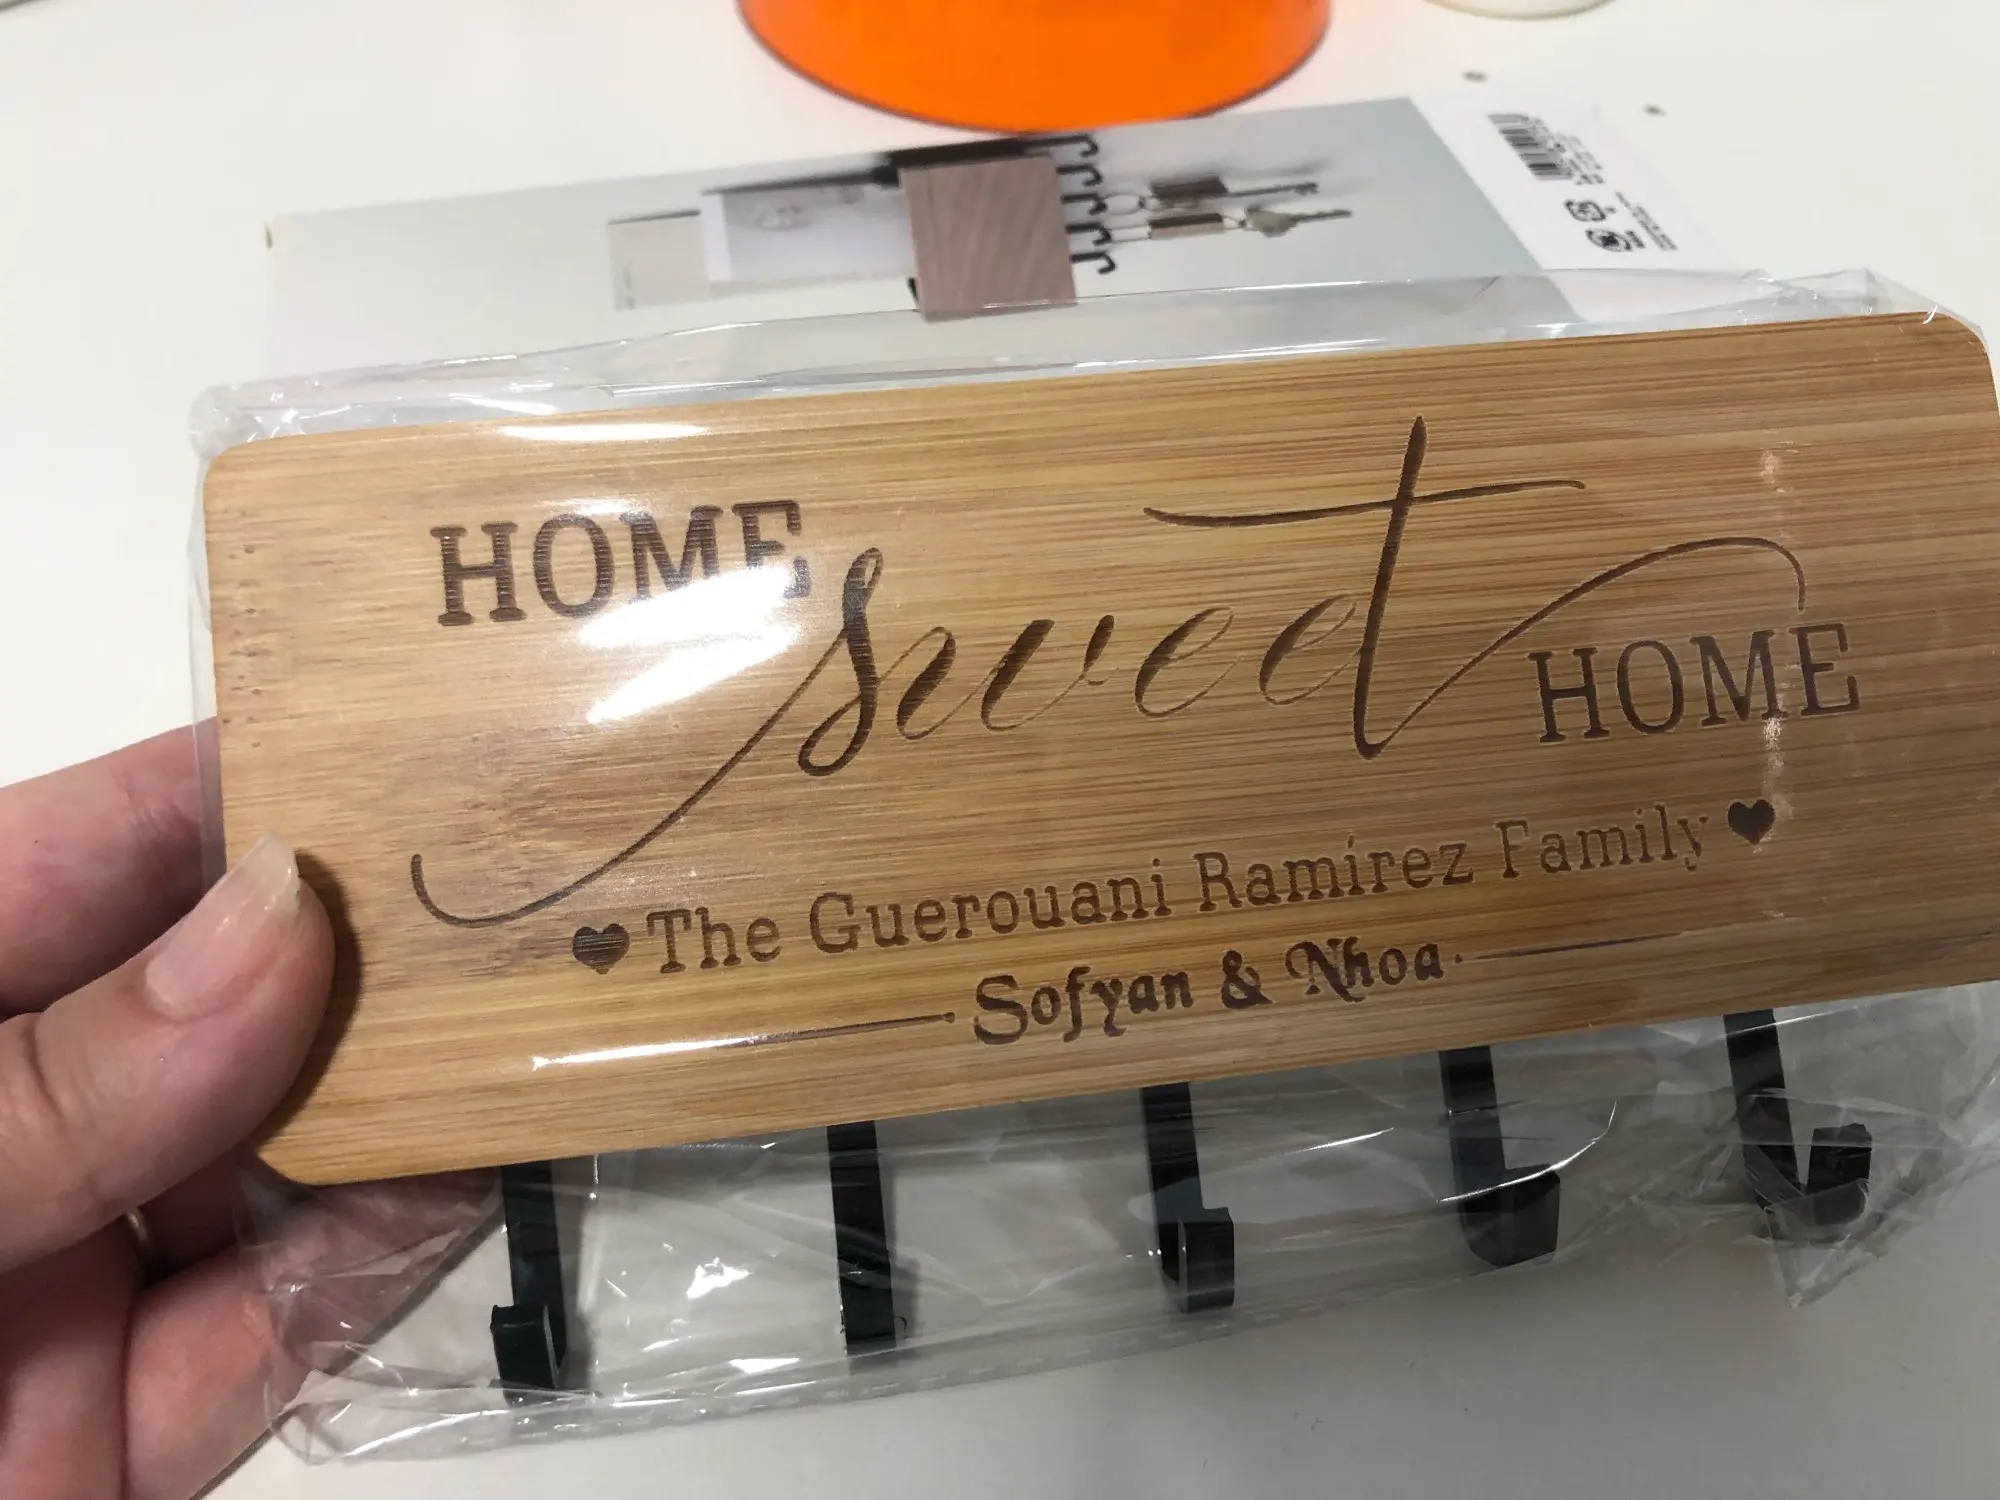 HOME
sweet
HOME
The Guerouani Ramírez Family
Sofyan & Nhoa